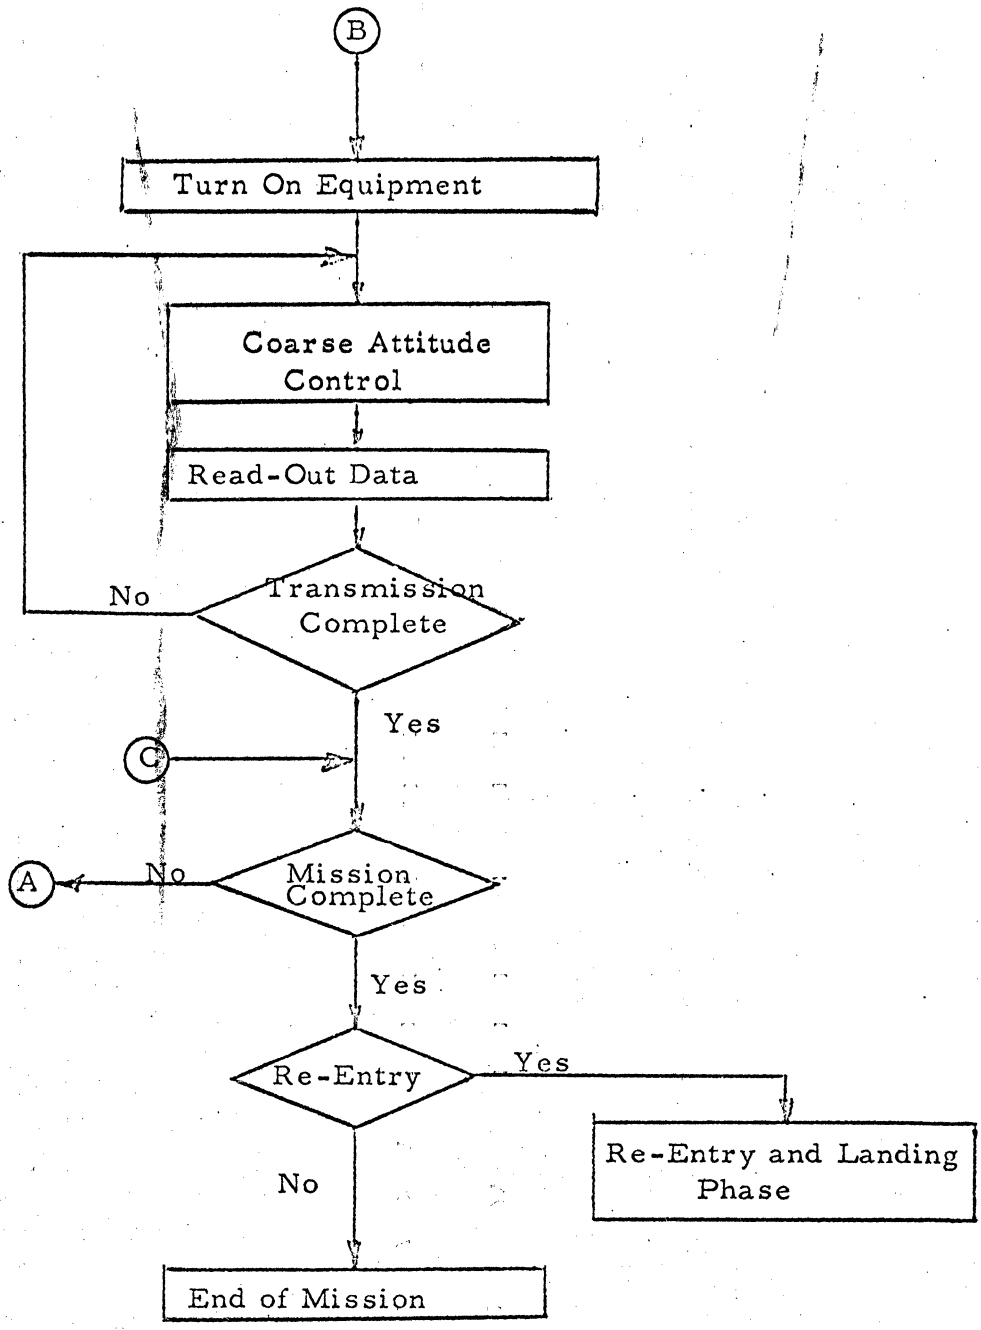 B
Turn On Equipment
Coarse Attitude
Control
Read-Out Data
Transmission
Complete
No
Yes
C
Mission
Complete
No
A
Yes
Re-Entry
Yes
Re-Entry and Landing
Phase
No
End of Mission